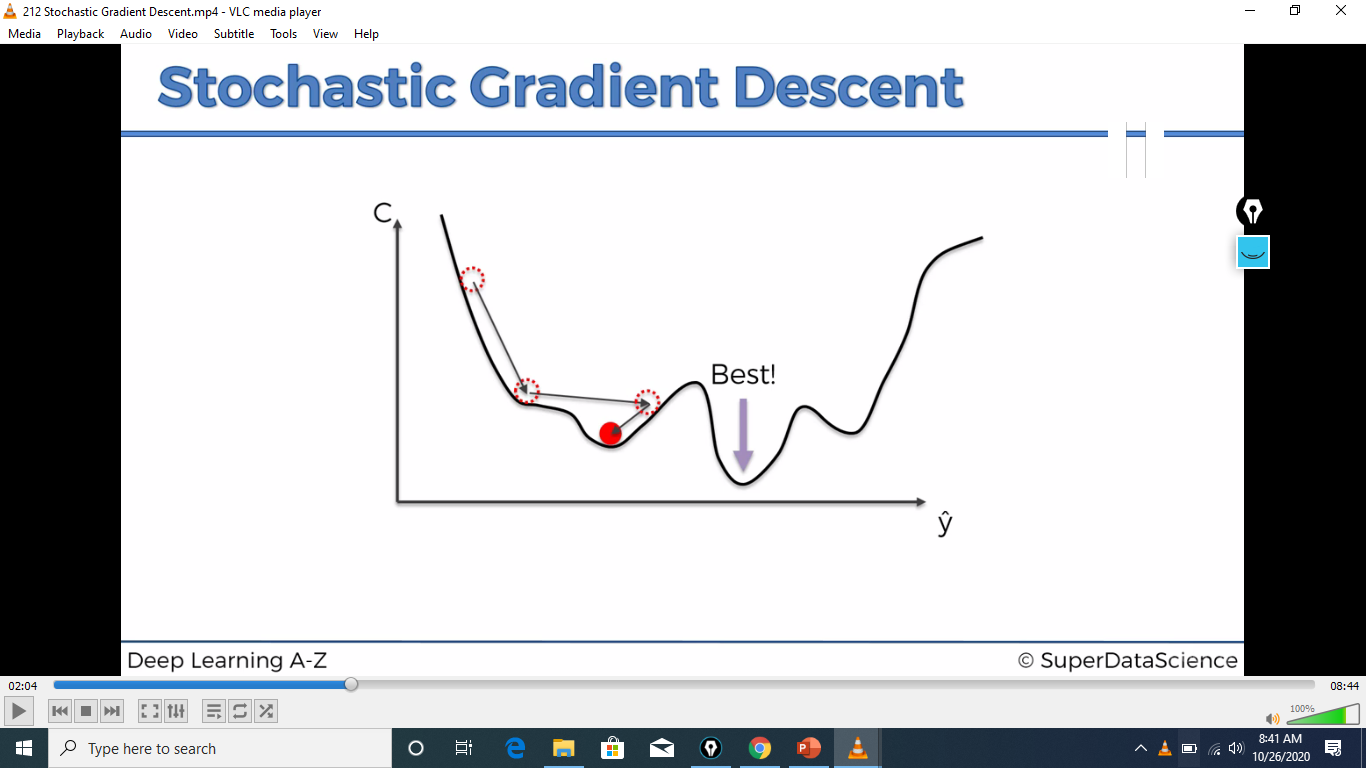 212 Stochastic Gradient Descent.mp4 - VLC media player
Media Playback Audio Video Subtitle Tools View Help
Stochastic Gradient Descent
C
Best!
ŷ
Deep Learning A-Z
© SuperDataScience
02:04
08:44
100%
Type here to search
8:41 AM
10/26/2020